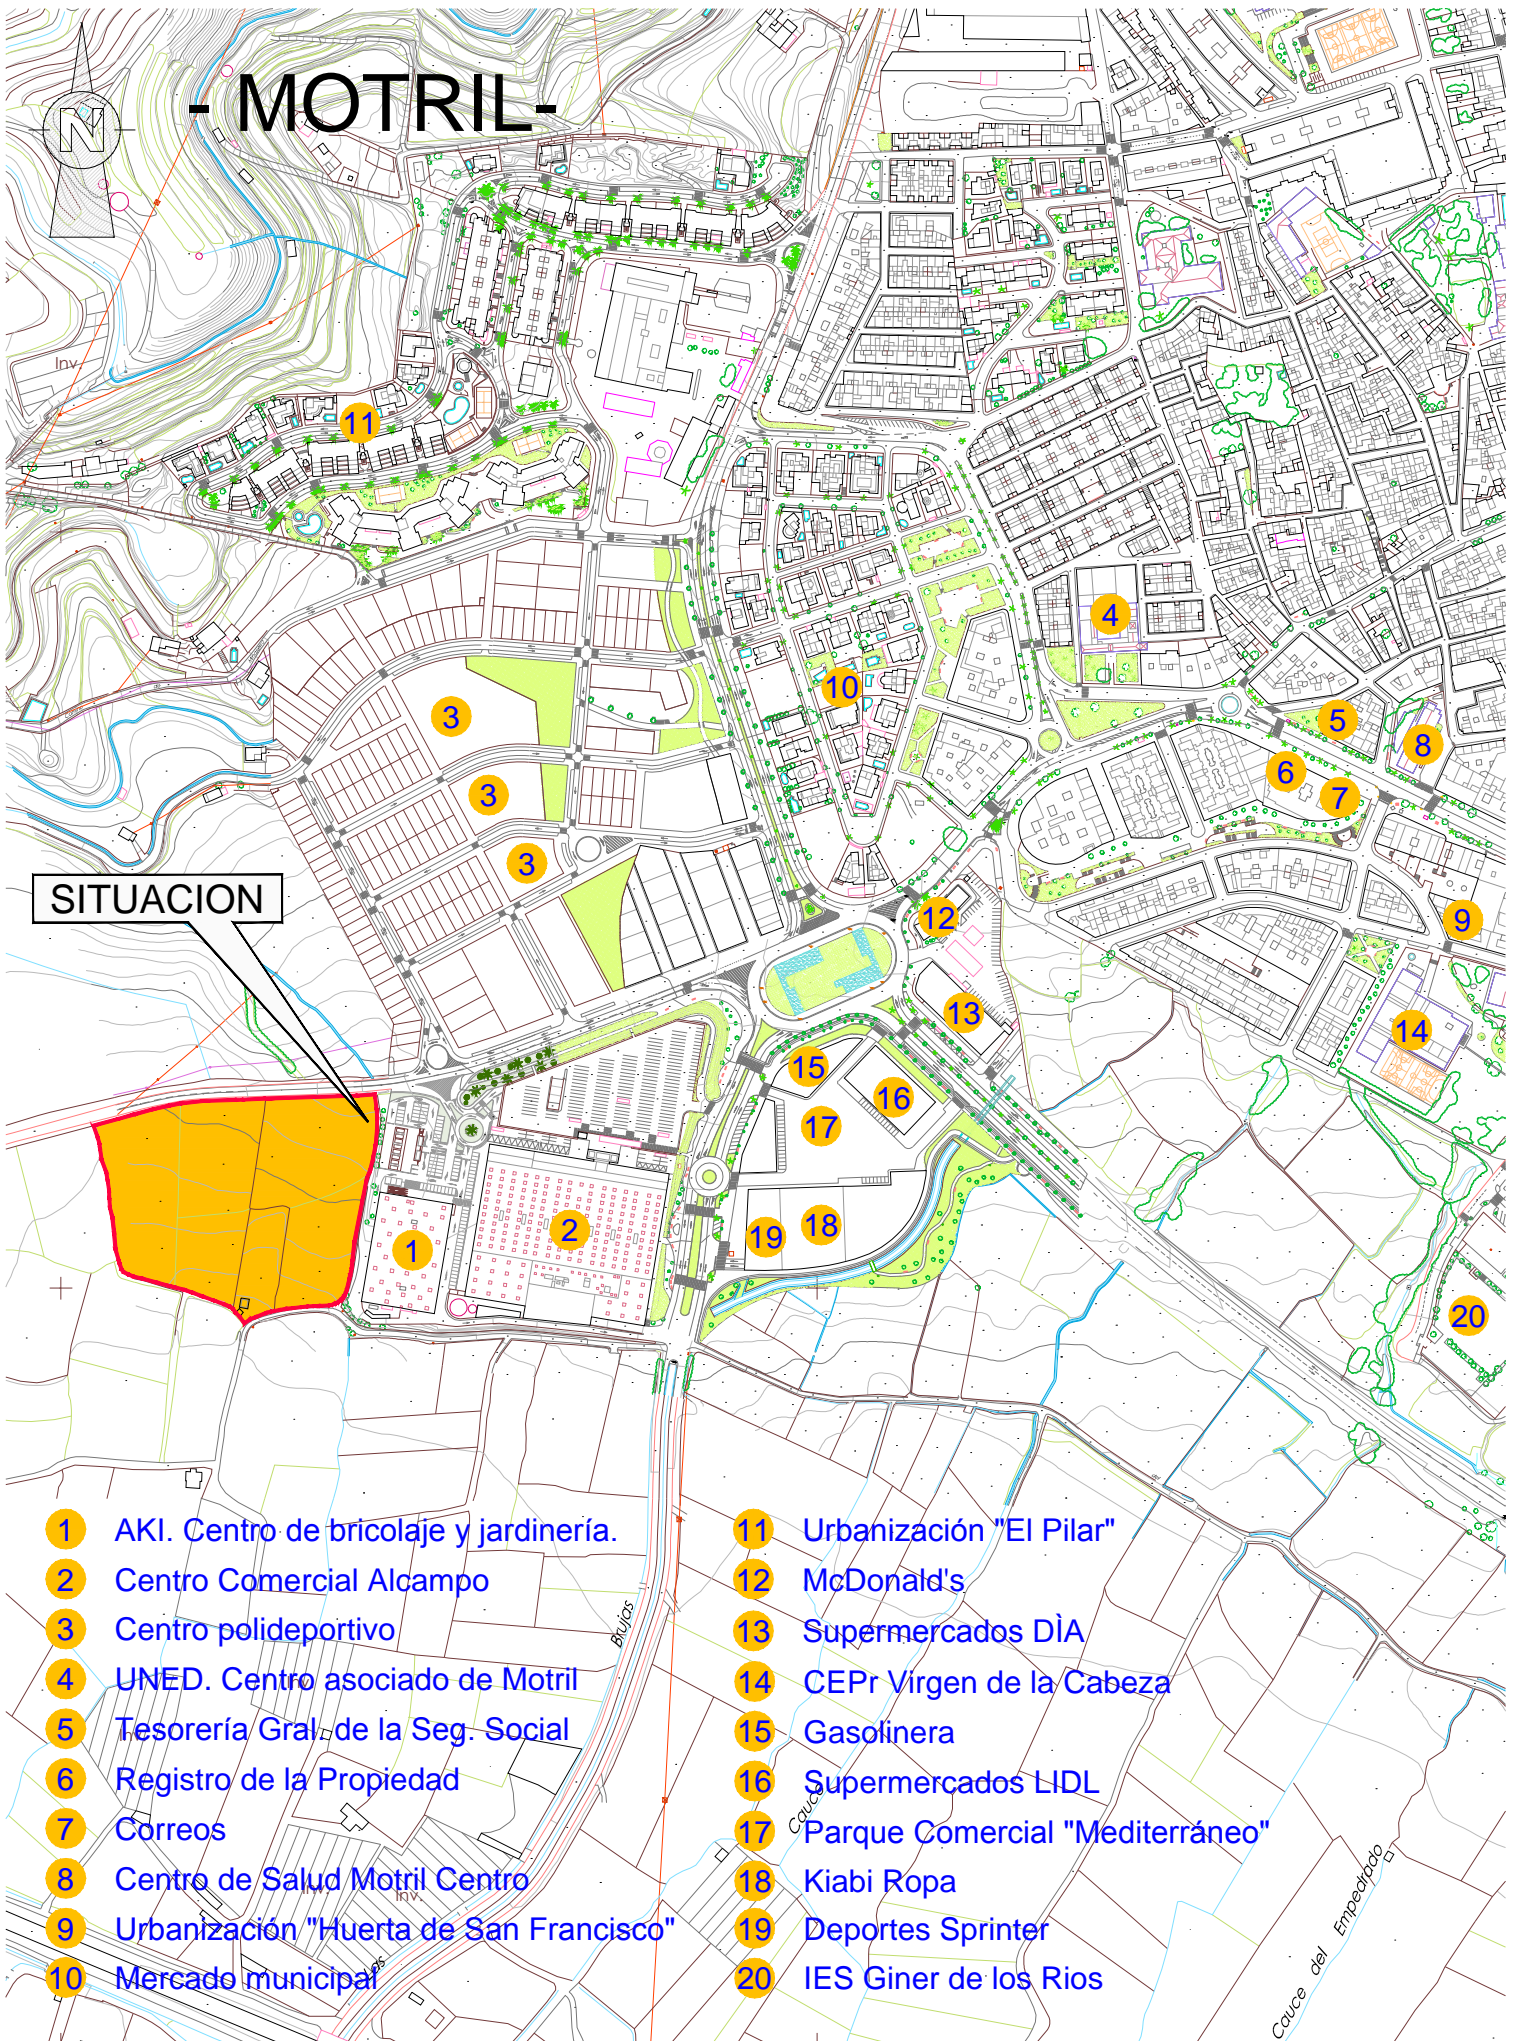 - MOTRIL-
N
Inv.
11
4
10
3
5
8
6
3
7
3
SITUACION
12
9
13
14
15
16
17
2
18
19
1
20
1 AKI. Centro de bricolaje y jardinería.
2 Centro Comercial Alcampo
3 Centro polideportivo
4 UNED. Centro asociado de Motril
5 Tesorería Gral. de la Seg. Social
6 Registro de la Propiedad
7 Correos
8 Centro de Salud Motril Centro
9 Urbanización "Huerta de San Francisco"
10 Mercado municipal
11 Urbanización "El Pilar"
12 McDonald's
13 Supermercados DÌA
14 CEPr Virgen de la Cabeza
15 Gasolinera
16 Supermercados LIDL
17 Parque Comercial "Mediterráneo"
18 Kiabi Ropa
19 Deportes Sprinter
20 IES Giner de los Rios
Brujas
Las
Inv.
Inv.
Inv.
Inv.
Cauce
Cauce del Empedrado